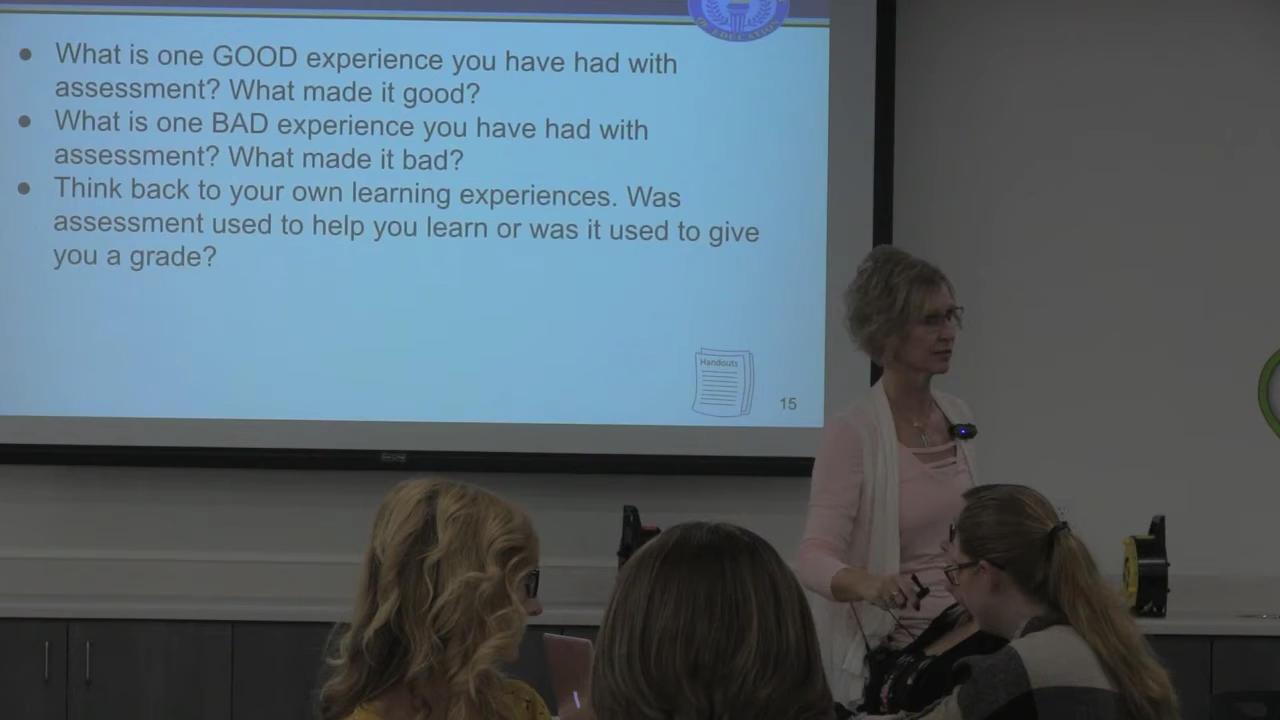 OF EDUCATION
• What is one GOOD experience you have had with
assessment? What made it good?
• What is one BAD experience you have had with
assessment? What made it bad?
• Think back to your own learning experiences. Was
assessment used to help you learn or was it used to give
you a grade?
Handouts
15